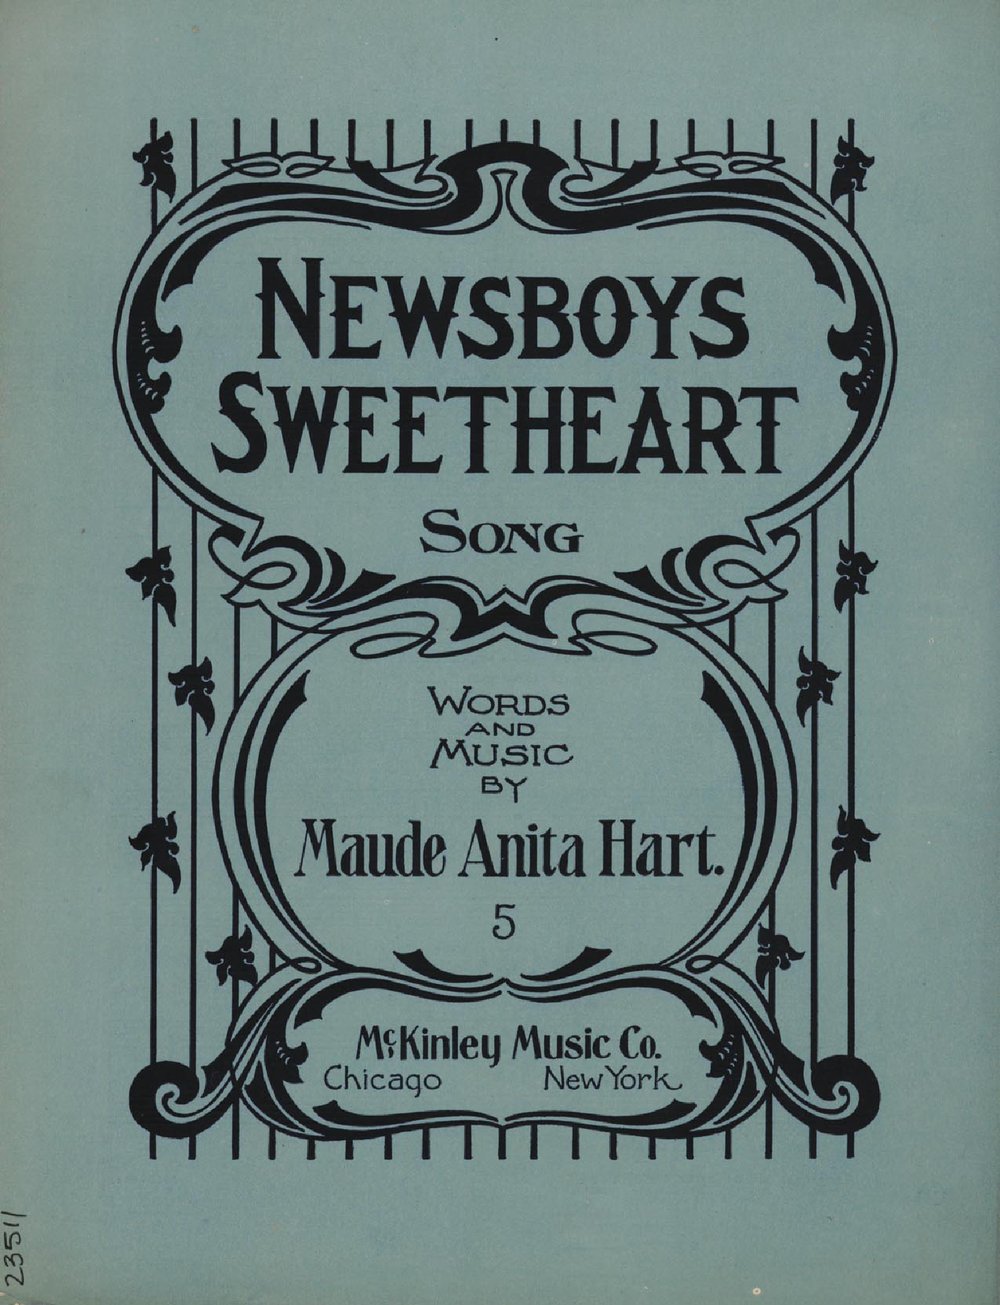 NEWSBOYS
SWEETHEART
SONG
WORDS
AND
MUSIC
BY
Maude Anita Hart.
5
McKinley Music Co.
Chicago New York
23511